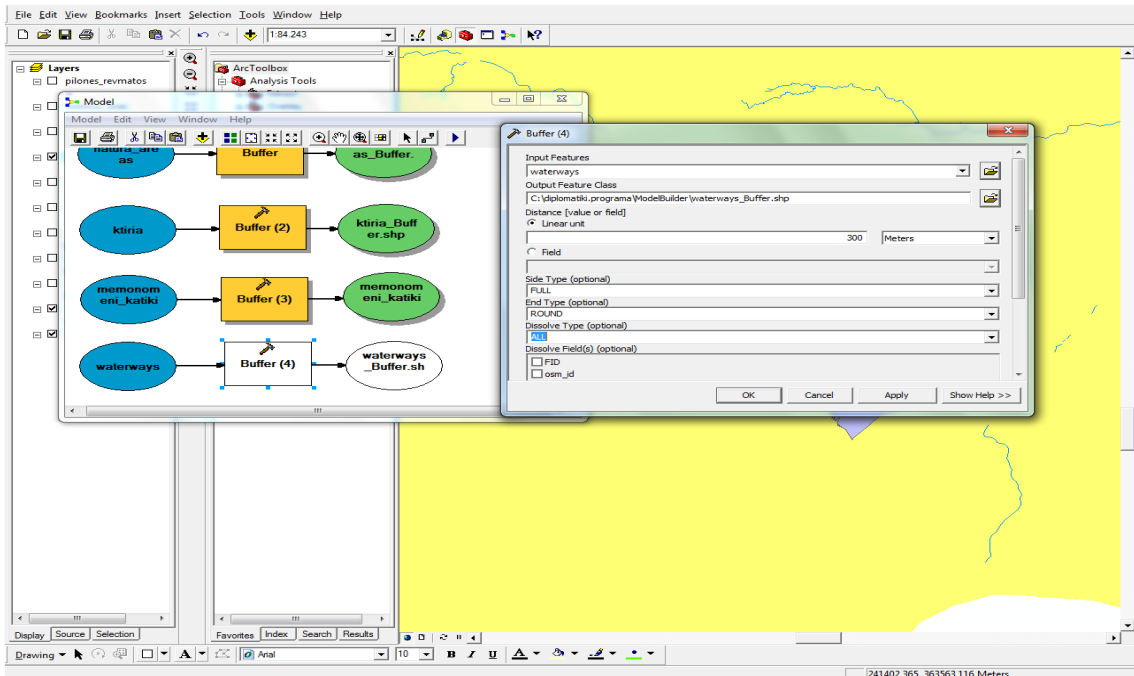 File Edit View Bookmarks Insert Selection Tools Window Help
1:84.243
Layers
pilones_revmatos
ArcToolbox
Analysis Tools
Model
Model Edit View Window Help
natura_are
as
Buffer
as_Buffer.
ktiria
Buffer (2)
ktiria_Buff
er.shp
memonom
eni_katiki
Buffer (3)
memonom
eni_katiki
waterways
Buffer (4)
waterways
_Buffer.sh
Buffer (4)
Input Features
waterways
Output Feature Class
C:\diplomatiki.programa\ModelBuilder\waterways_Buffer.shp
Distance [value or field]
Linear unit
300 Meters
Field
Side Type (optional)
FULL
End Type (optional)
ROUND
Dissolve Type (optional)
ALL
Dissolve Field(s) (optional)
FID
osm_id
OK Cancel Apply Show Help >>
Display Source Selection
Favorites Index Search Results
Drawing A Arial 10 B I U A
241402,365 363563,116 Meters